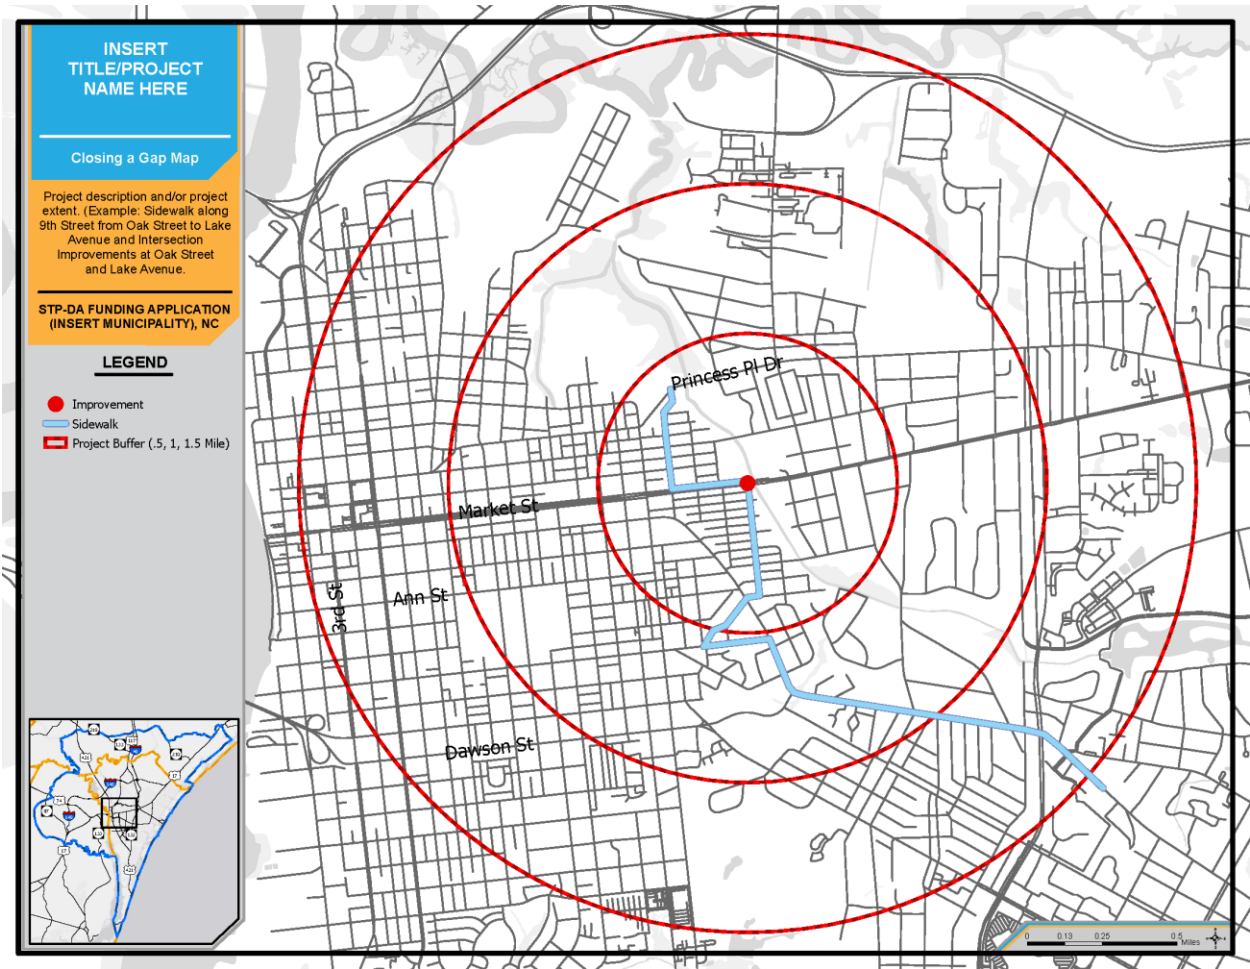 INSERT
TITLE/PROJECT
NAME HERE
Closing a Gap Map
Project description and/or project
extent. (Example: Sidewalk along
9th Street from Oak Street to Lake
Avenue and Intersection
Improvements at Oak Street
and Lake Avenue.
STP-DA FUNDING APPLICATION
(INSERT MUNICIPALITY), NC
LEGEND
Improvement
Sidewalk
Project Buffer (.5, 1, 1.5 Mile)
Princess Pl Dr
Market St
Ann St
3rd St
Dawson St
0 0.13 0.25 0.5
Miles